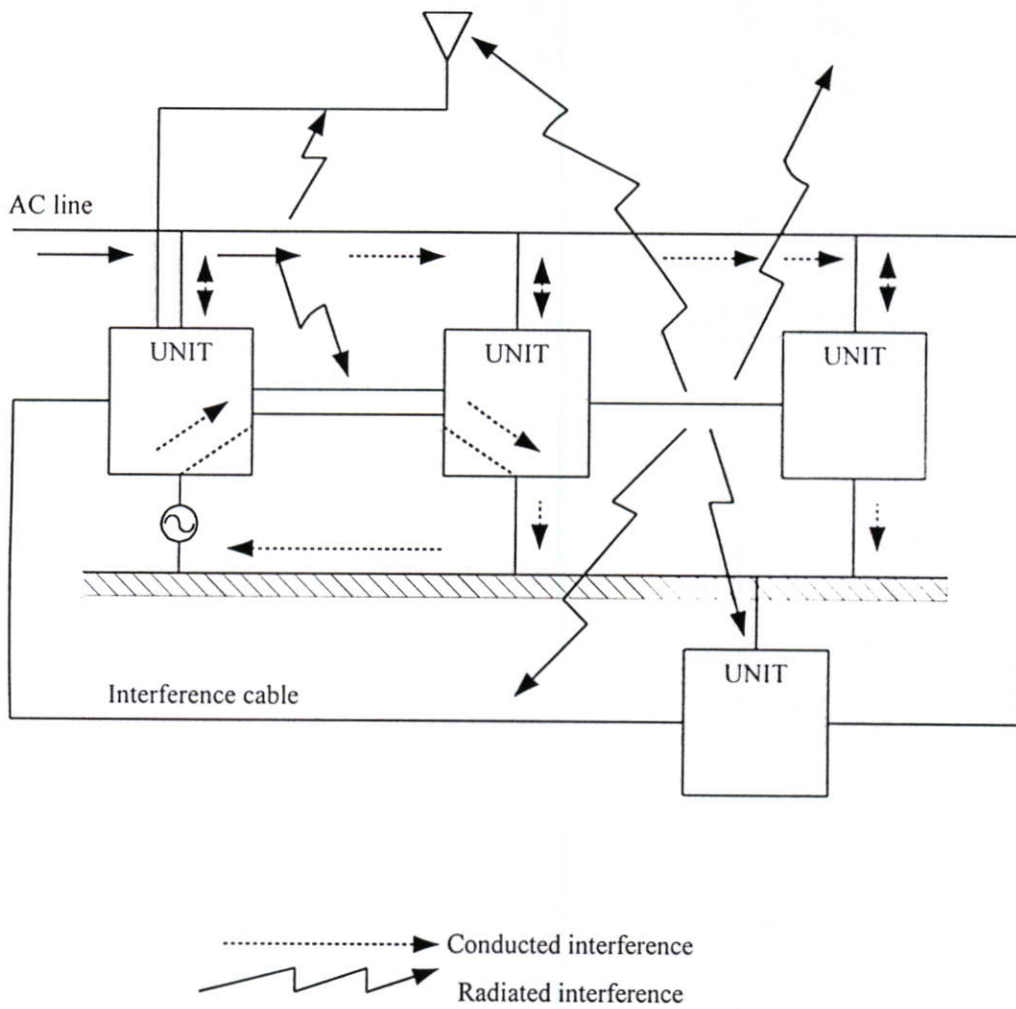 AC line
UNIT
UNIT
UNIT
UNIT
Interference cable
Conducted interference
Radiated interference